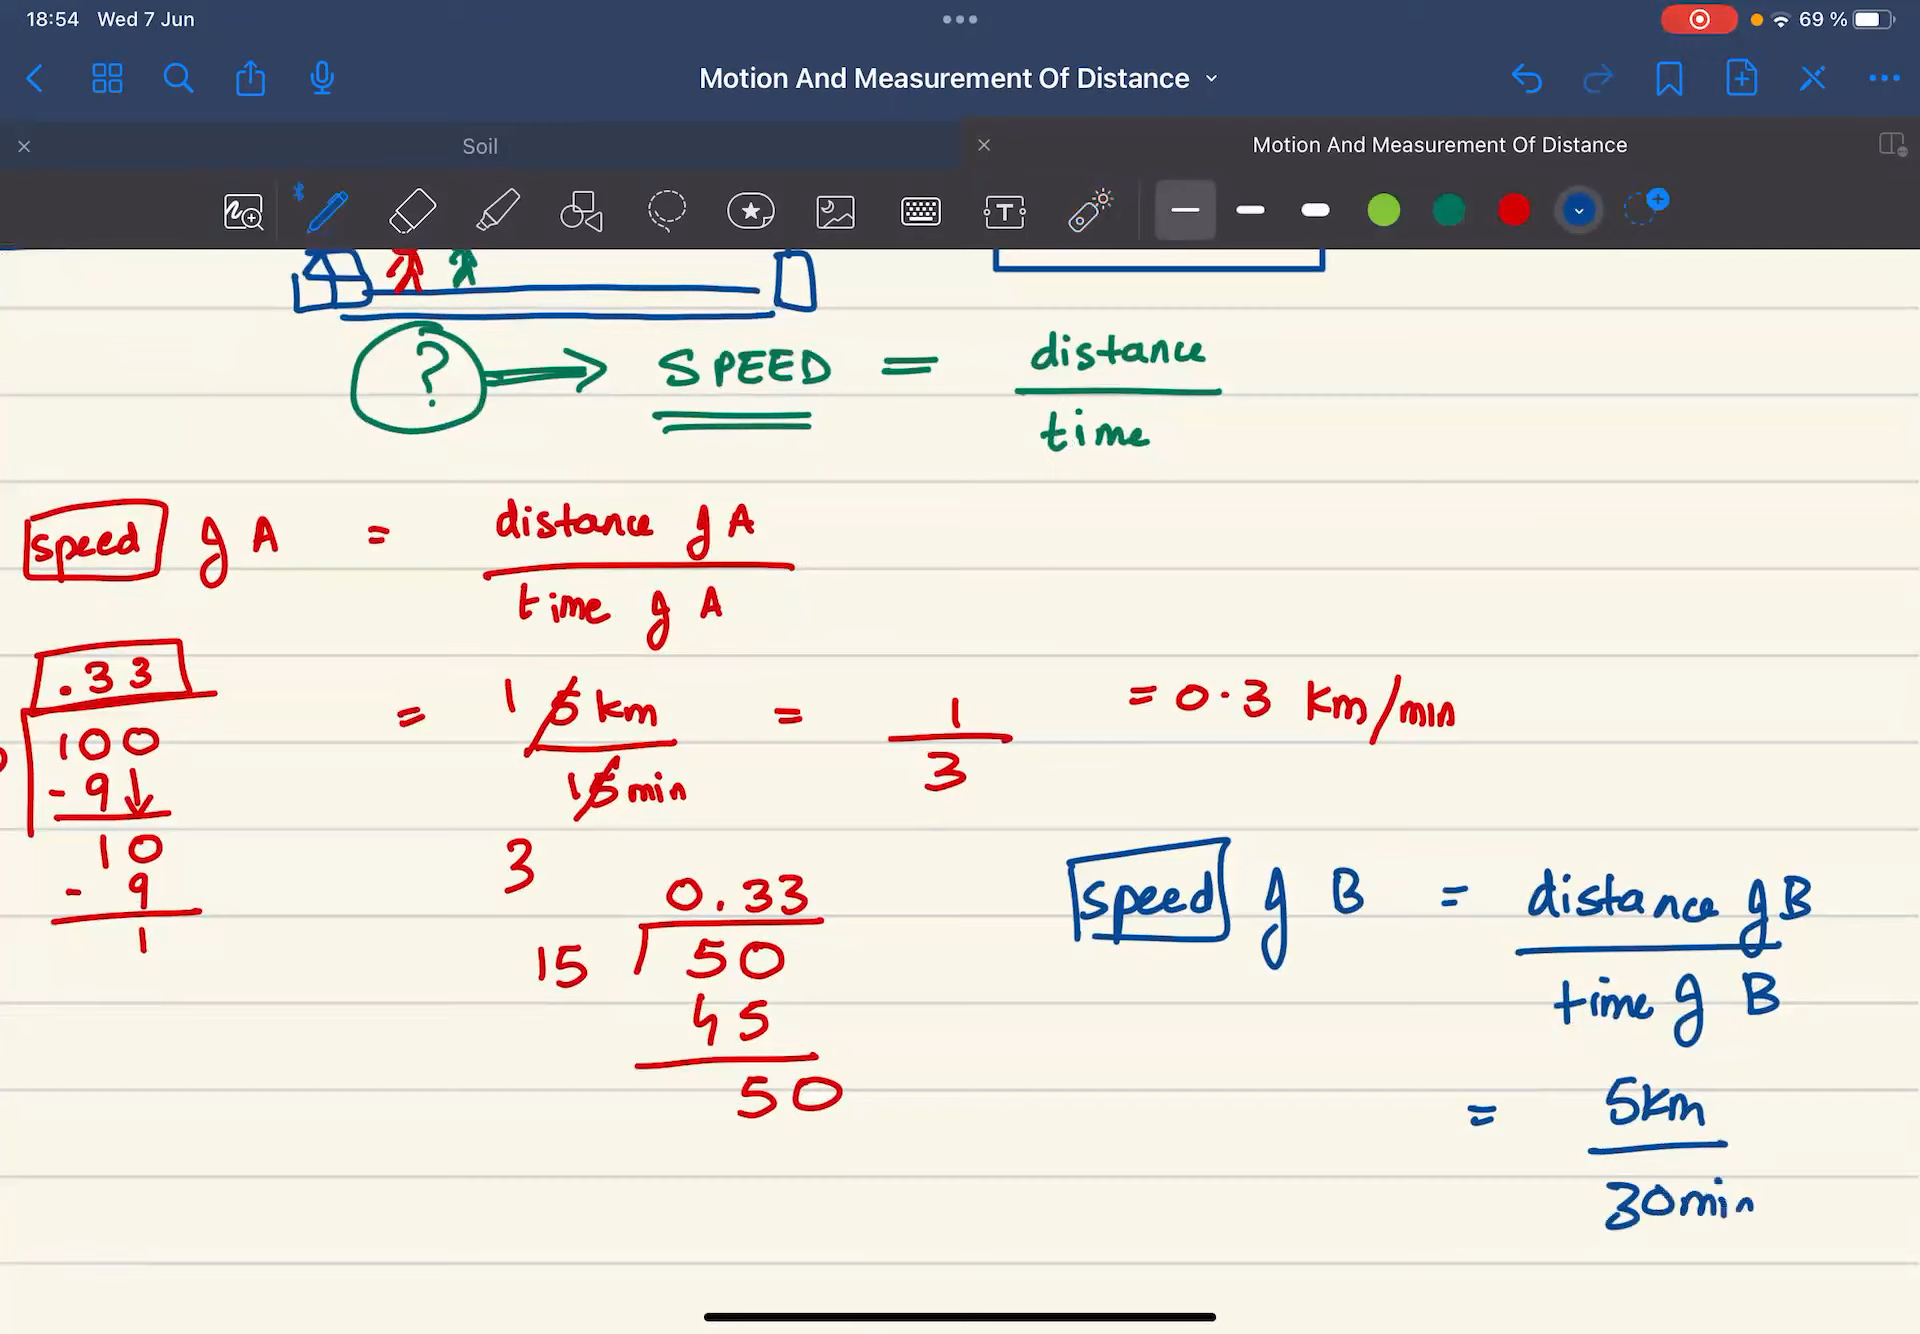 18:54 Wed 7 Jun
69 %
Motion And Measurement Of Distance
Soil
Motion And Measurement Of Distance
T
? → SPEED = distance
time
speed of A = distance of A
time of A
.33
100
- 9
10
- 9
1
= 1 5 km = 1 = 0.3 km/min
15 min 3
3
0.33
15 50
45
50
speed of B = distance of B
time of B
= 5km
30min